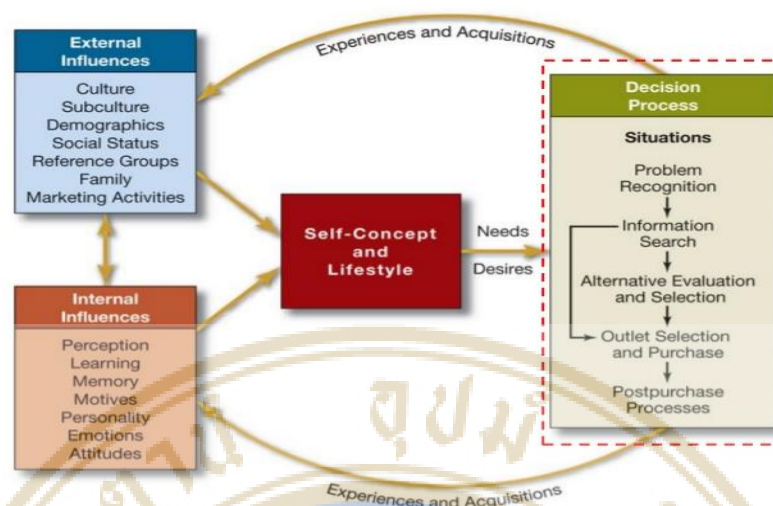 External
Influences
Culture
Subculture
Demographics
Social Status
Reference Groups
Family
Marketing Activities
Internal
Influences
Perception
Learning
Memory
Motives
Personality
Emotions
Attitudes
Self-Concept
and
Lifestyle
Needs
Desires
Experiences and Acquisitions
Decision
Process
Situations
Problem
Recognition
Information
Search
Alternative Evaluation
and Selection
Outlet Selection
and Purchase
Postpurchase
Processes
Experiences and Acquisitions